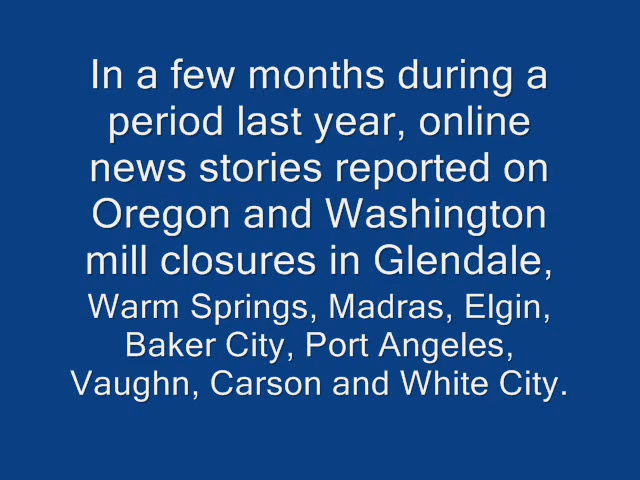 In a few months during a
period last year, online
news stories reported on
Oregon and Washington
mill closures in Glendale,
Warm Springs, Madras, Elgin,
Baker City, Port Angeles,
Vaughn, Carson and White City.